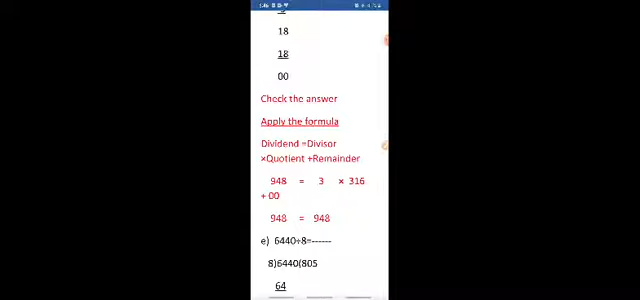 18
18
00
Check the answer
Apply the formula
Dividend =Divisor
×Quotient +Remainder
948 = 3 × 316
+ 00
948 = 948
e) 6440÷8=------
8)6440(805
64